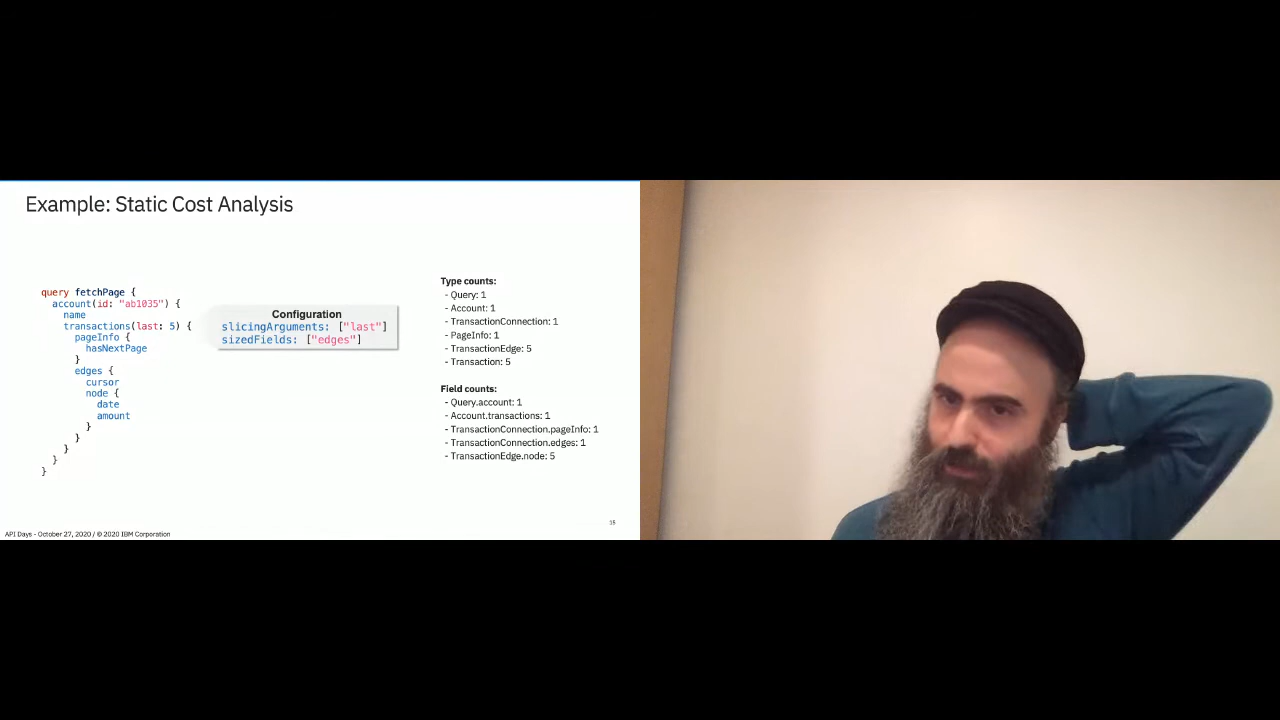 Example: Static Cost Analysis
query fetchPage {
account(id: "ab1035") {
name
transactions(last: 5) {
pageInfo {
hasNextPage
}
edges {
cursor
node {
date
amount
}
}
}
}
}
Configuration
slicingArguments: ["last"]
sizedFields: ["edges"]
Type counts:
- Query: 1
- Account: 1
- TransactionConnection: 1
- PageInfo: 1
- TransactionEdge: 5
- Transaction: 5
Field counts:
- Query.account: 1
- Account.transactions: 1
- TransactionConnection.pageInfo: 1
- TransactionConnection.edges: 1
- TransactionEdge.node: 5
15
API Days - October 27, 2020 / © 2020 IBM Corporation